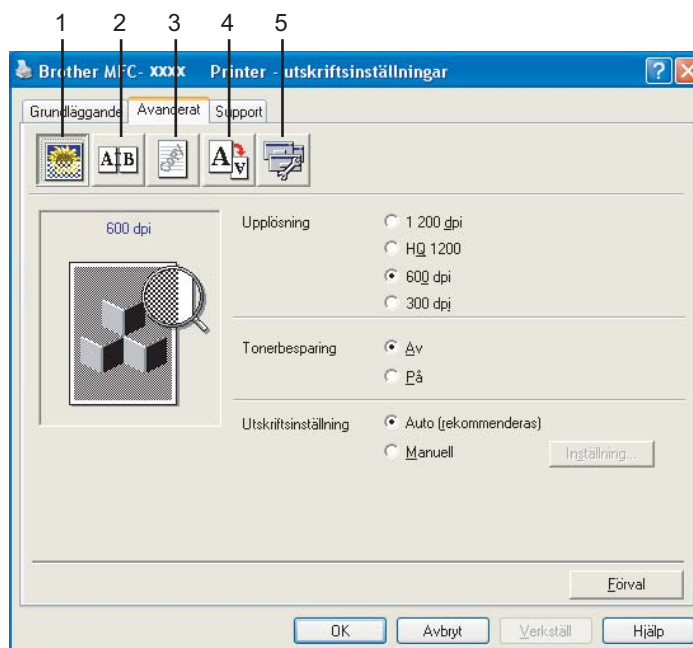 1 2 3 4 5
Brother MFC- xxxx Printer - utskriftsinställningar
Grundläggande Avancerat Support
A B COPY A A
600 dpi
Upplösning
1 200 dpi
HQ 1200
600 dpi
300 dpi
Tonerbesparing
Av
På
Utskriftsinställning
Auto (rekommenderas)
Manuell
Inställning...
Förval
OK Avbryt Verkställ Hjälp